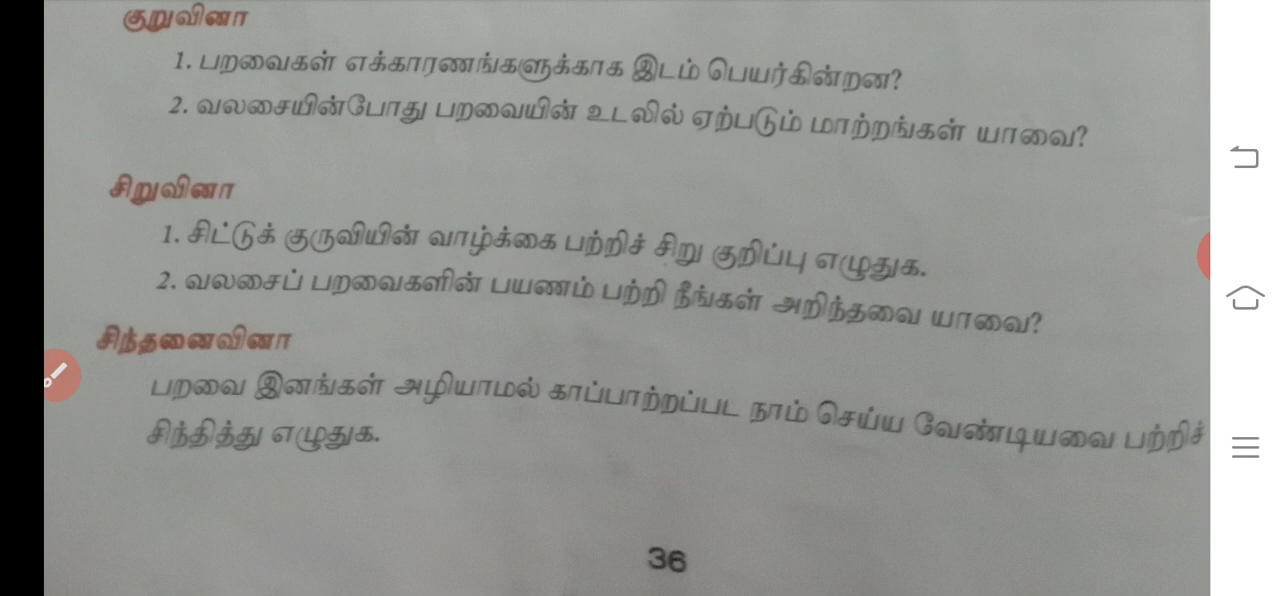 குறுவினா
1. பறவைகள் எக்காரணங்களுக்காக இடம் பெயர்கின்றன?
2. வலசையின்போது பறவையின் உடலில் ஏற்படும் மாற்றங்கள் யாவை?
சிறுவினா
1. சிட்டுக் குருவியின் வாழ்க்கை பற்றிச் சிறு குறிப்பு எழுதுக.
2. வலசைப் பறவைகளின் பயணம் பற்றி நீங்கள் அறிந்தவை யாவை?
சிந்தனைவினா
பறவை இனங்கள் அழியாமல் காப்பாற்றப்பட நாம் செய்ய வேண்டியவை பற்றிச்
சிந்தித்து எழுதுக.
36